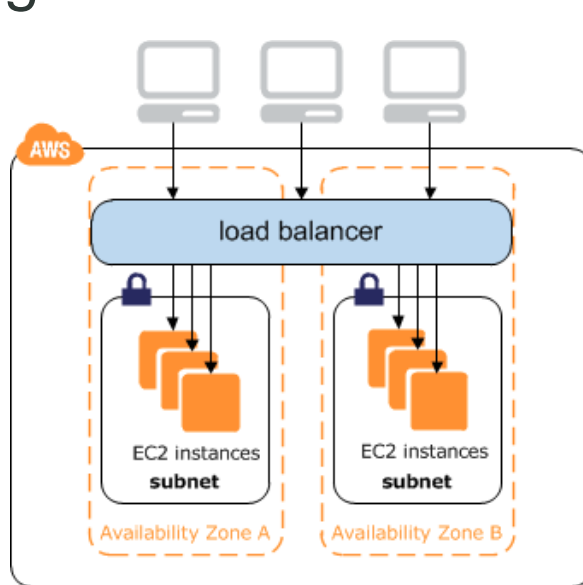 g
AWS
load balancer
EC2 instances
subnet
Availability Zone A
EC2 instances
subnet
Availability Zone B